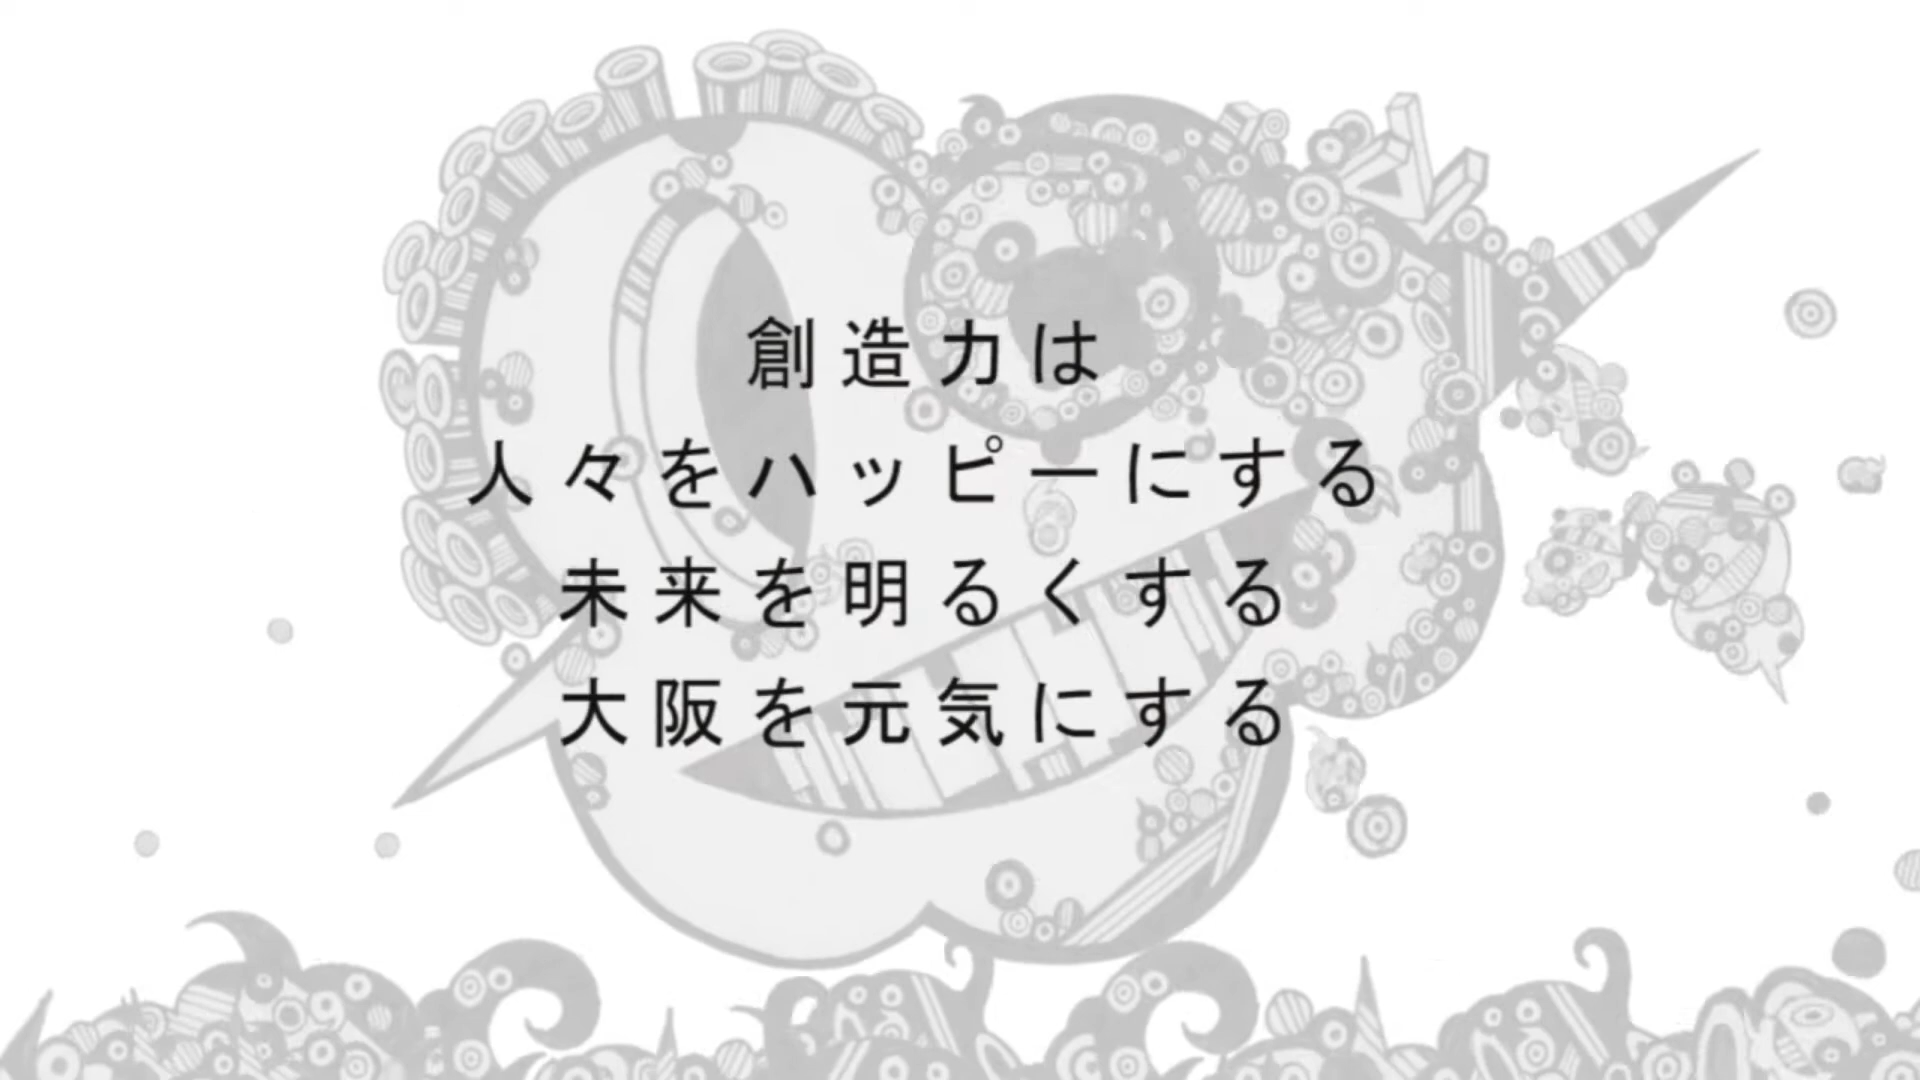 創造力は
人々をハッピーにする
未来を明るくする
大阪を元気にする